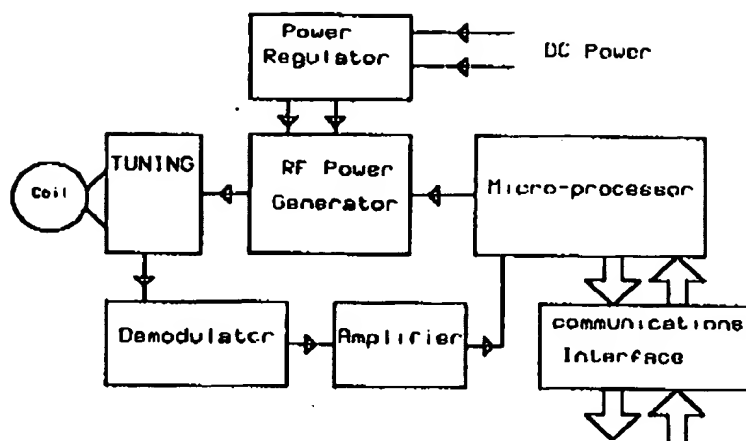 Power
Regulator
DC Power
TUNING
RF Power
Generator
Micro-processor
Coil
Demodulator
Amplifier
communications
Interface